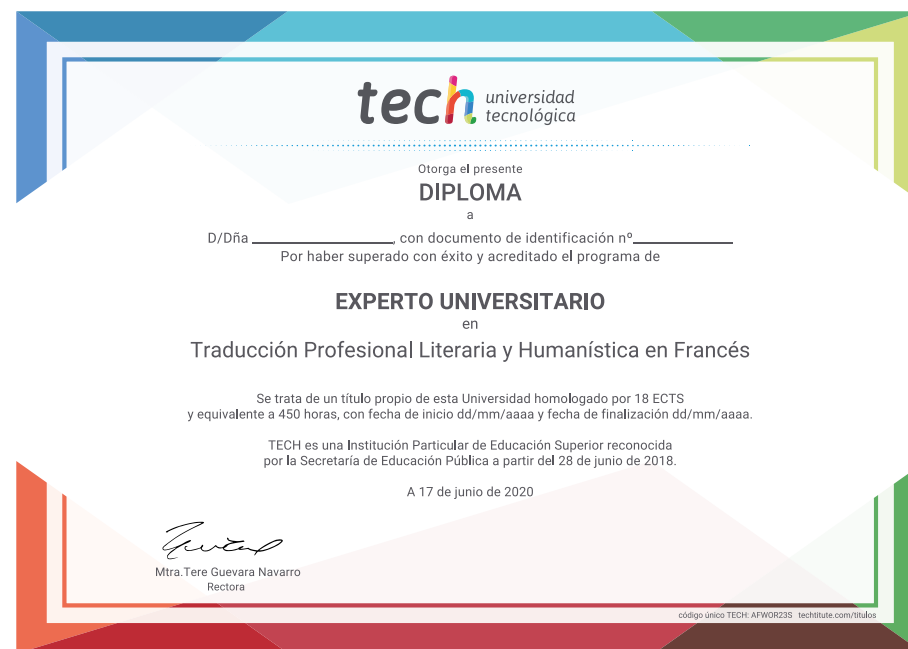 tech universidad
tecnológica
Otorga el presente
DIPLOMA
a
D/Dña ____________________, con documento de identificación nº______________
Por haber superado con éxito y acreditado el programa de
EXPERTO UNIVERSITARIO
en
Traducción Profesional Literaria y Humanística en Francés
Se trata de un título propio de esta Universidad homologado por 18 ECTS
y equivalente a 450 horas, con fecha de inicio dd/mm/aaaa y fecha de finalización dd/mm/aaaa.
TECH es una Institución Particular de Educación Superior reconocida
por la Secretaría de Educación Pública a partir del 28 de junio de 2018.
A 17 de junio de 2020
Mtra.Tere Guevara Navarro
Rectora
código único TECH: AFWOR23S techtitute.com/titulos